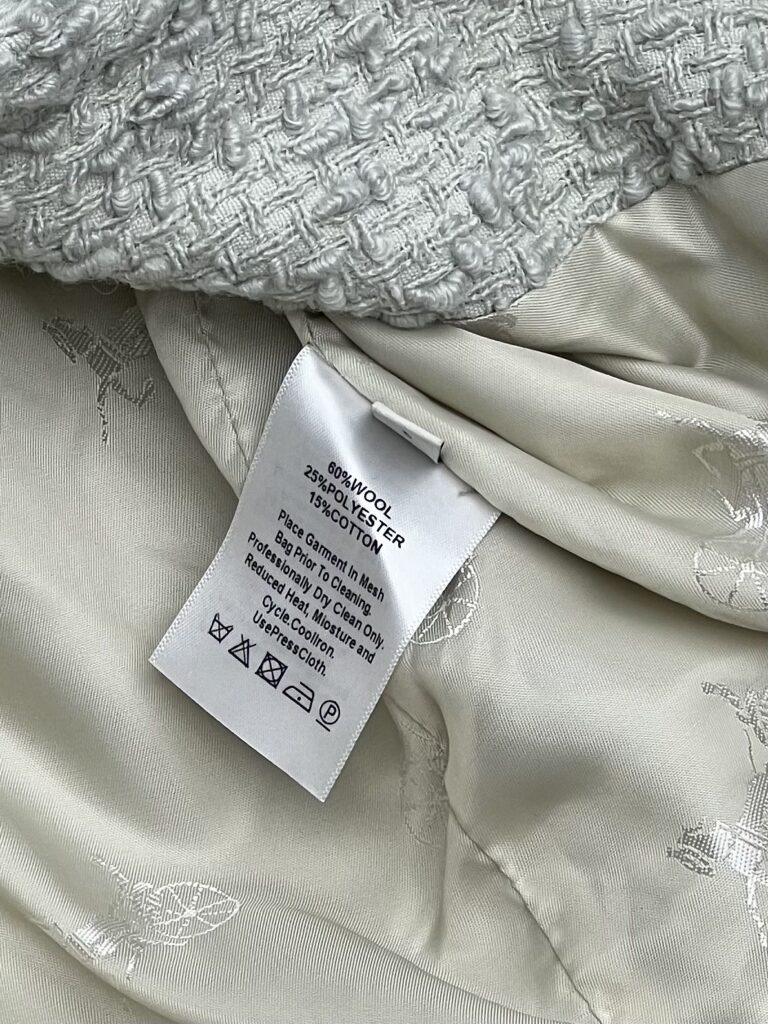 60%WOOL
25%POLYESTER
15%COTTON
Place Garment In Mesh
Bag Prior To Cleaning.
Professionally Dry Clean Only.
Reduced Heat, Miosture and
Cycle.CoolIron.
UsePressCloth.
P